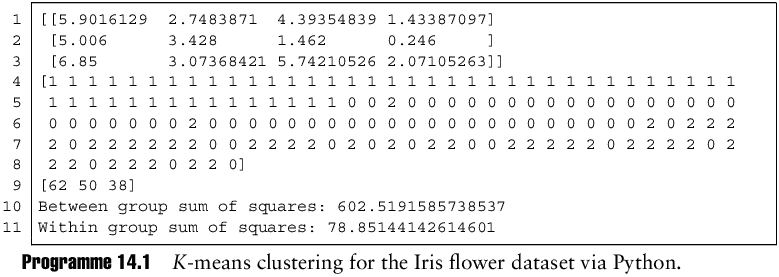 1 [[5.9016129 2.7483871 4.39354839 1.43387097]
2 [5.006 3.428 1.462 0.246 ]
3 [6.85 3.07368421 5.74210526 2.07105263]]
4 [1 1 1 1 1 1 1 1 1 1 1 1 1 1 1 1 1 1 1 1 1 1 1 1 1 1 1 1 1 1 1 1 1 1 1
5 1 1 1 1 1 1 1 1 1 1 1 1 1 1 1 0 0 2 0 0 0 0 0 0 0 0 0 0 0 0 0 0 0 0 0
6 0 0 0 0 0 0 0 2 0 0 0 0 0 0 0 0 0 0 0 0 0 0 0 0 0 0 0 0 0 0 2 0 2 2 2
7 2 0 2 2 2 2 2 2 0 0 2 2 2 2 0 2 0 2 0 2 2 0 0 2 2 2 2 2 0 2 2 2 2 0 2
8 2 2 0 2 2 2 0 2 2 0]
9 [62 50 38]
10 Between group sum of squares: 602.5191585738537
11 Within group sum of squares: 78.85144142614601
Programme 14.1 K-means clustering for the Iris flower dataset via Python.